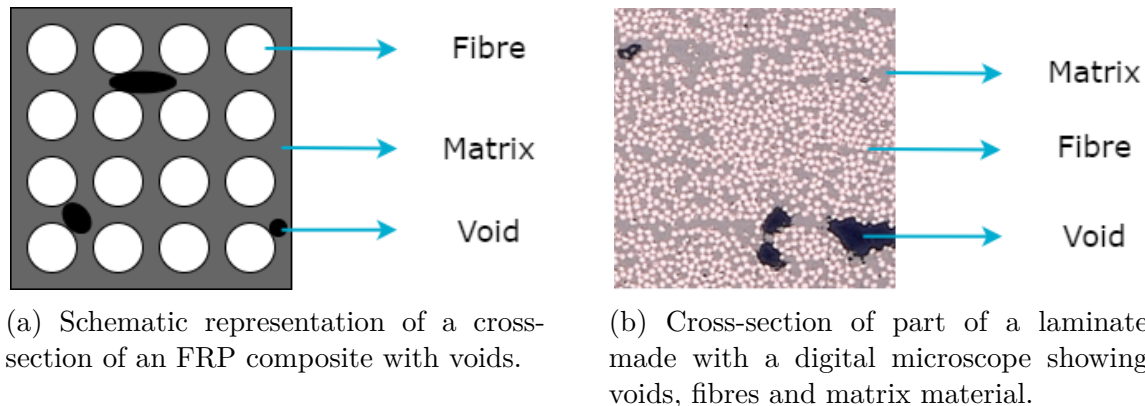 Fibre
Matrix
Void
(a) Schematic representation of a cross-
section of an FRP composite with voids.
Matrix
Fibre
Void
(b) Cross-section of part of a laminate
made with a digital microscope showing
voids, fibres and matrix material.